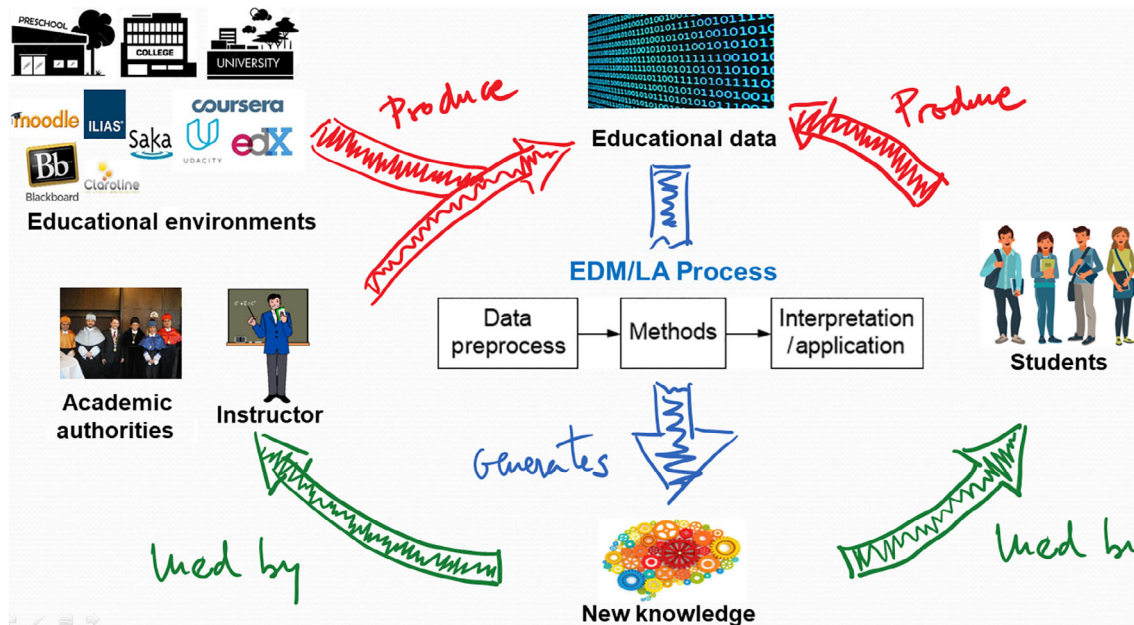 PRESCHOOL
COLLEGE
UNIVERSITY
moodle
ILIAS
Saka
coursera
UDACITY
edX
Bb
Blackboard
Claroline
Educational environments
Produce
Educational data
Produce
EDM/LA Process
Data
preprocess
Methods
Interpretation
/application
Students
Academic
authorities
Instructor
Generates
used by
used by
New knowledge